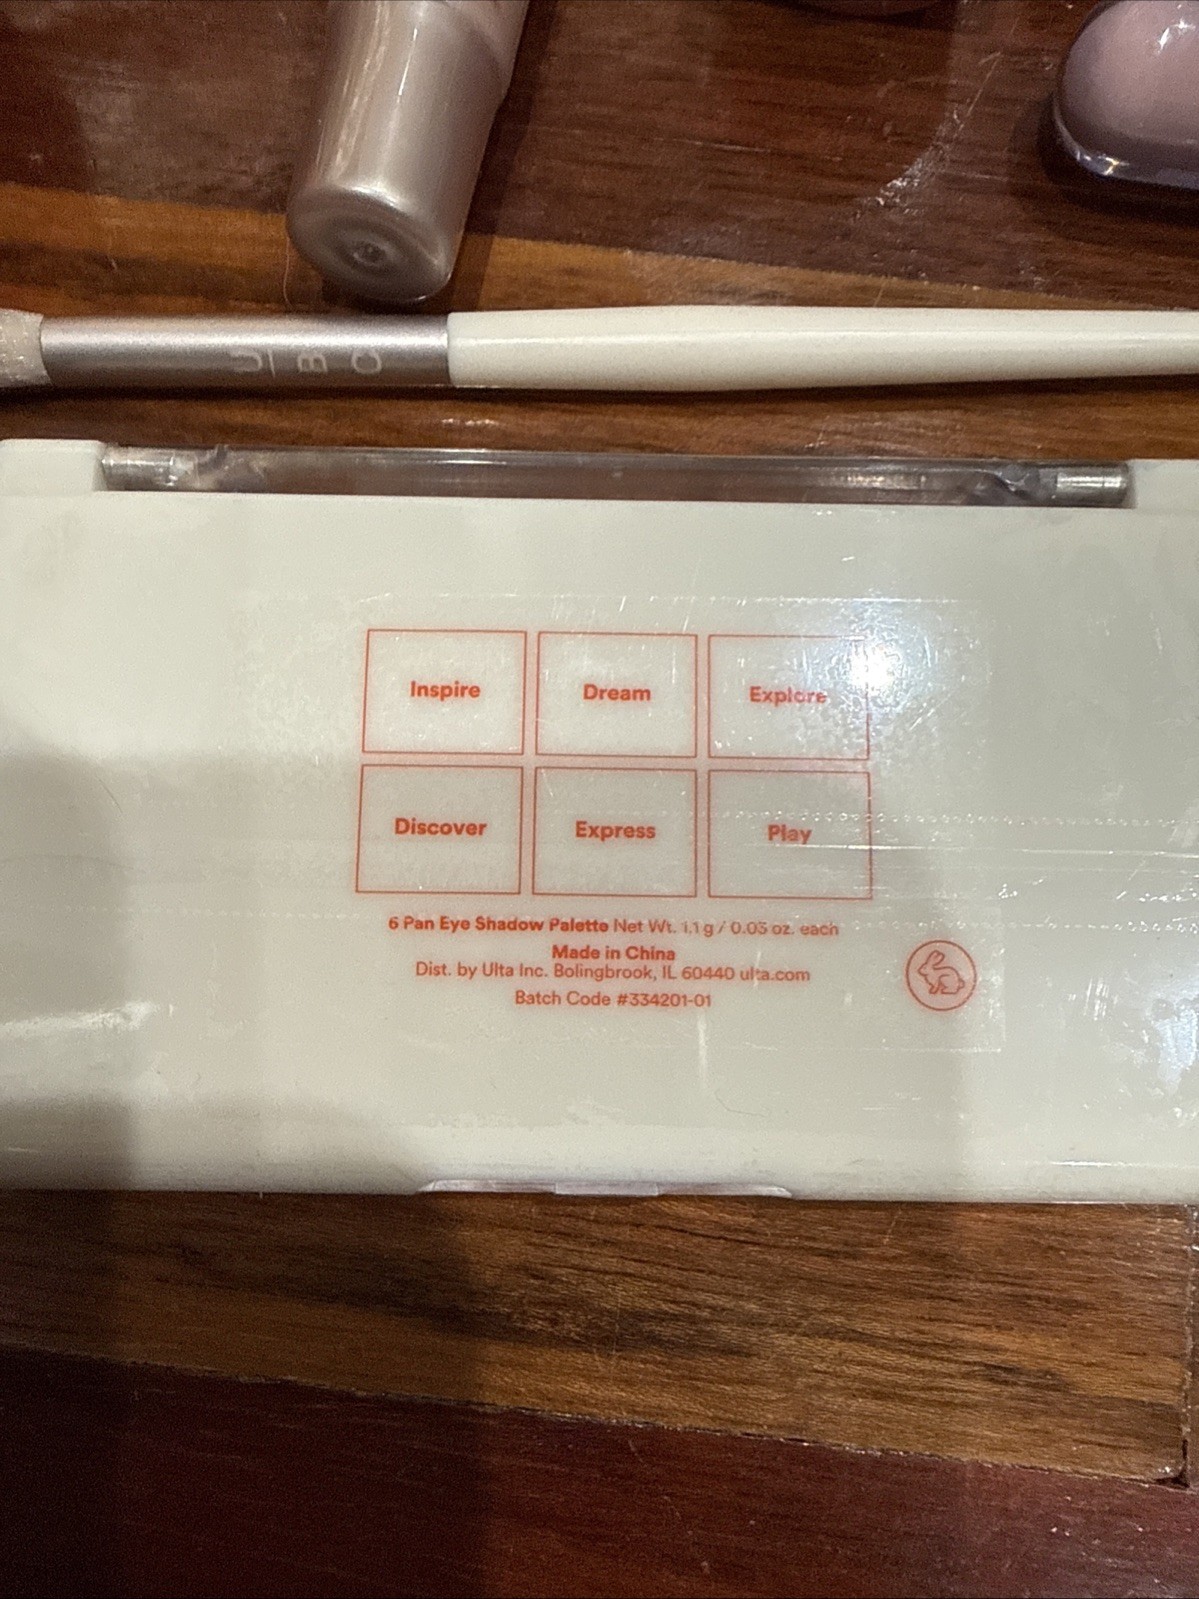 U
B
C
Inspire
Dream
Explore
Discover
Express
Play
6 Pan Eye Shadow Palette Net Wt. 1.1 g / 0.03 oz. each
Made in China
Dist. by Ulta Inc. Bolingbrook, IL 60440 ulta.com
Batch Code #334201-01